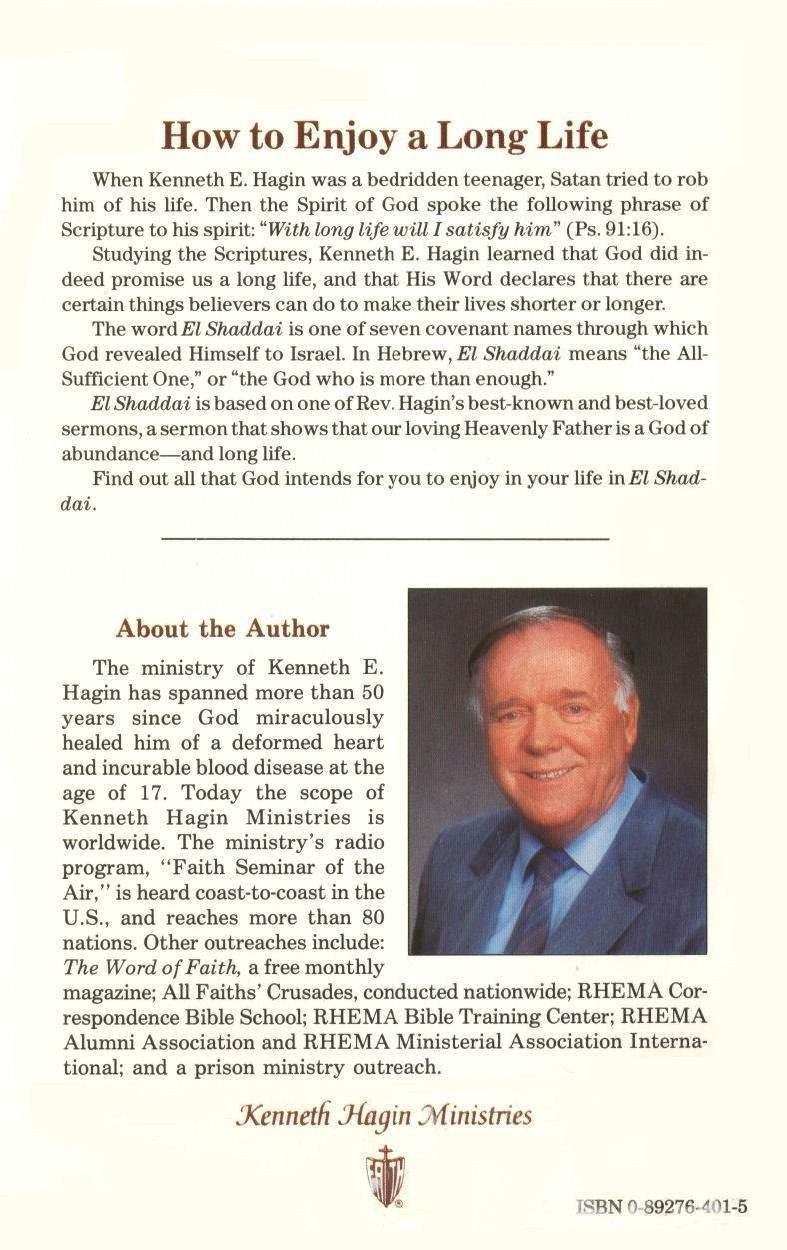 How to Enjoy a Long Life
When Kenneth E. Hagin was a bedridden teenager, Satan tried to rob
him of his life. Then the Spirit of God spoke the following phrase of
Scripture to his spirit: “With long life will I satisfy him” (Ps. 91:16).
Studying the Scriptures, Kenneth E. Hagin learned that God did in-
deed promise us a long life, and that His Word declares that there are
certain things believers can do to make their lives shorter or longer.
The word El Shaddai is one of seven covenant names through which
God revealed Himself to Israel. In Hebrew, El Shaddai means “the All-
Sufficient One,” or “the God who is more than enough.”
El Shaddai is based on one of Rev. Hagin’s best-known and best-loved
sermons, a sermon that shows that our loving Heavenly Father is a God of
abundance—and long life.
Find out all that God intends for you to enjoy in your life in El Shad-
dai.
About the Author
The ministry of Kenneth E.
Hagin has spanned more than 50
years since God miraculously
healed him of a deformed heart
and incurable blood disease at the
age of 17. Today the scope of
Kenneth Hagin Ministries is
worldwide. The ministry’s radio
program, “Faith Seminar of the
Air,” is heard coast-to-coast in the
U.S., and reaches more than 80
nations. Other outreaches include:
The Word of Faith, a free monthly
magazine; All Faiths’ Crusades, conducted nationwide; RHEMA Cor-
respondence Bible School; RHEMA Bible Training Center; RHEMA
Alumni Association and RHEMA Ministerial Association Interna-
tional; and a prison ministry outreach.
Kenneth Hagin Ministries
®
ISBN 0-89276-401-5